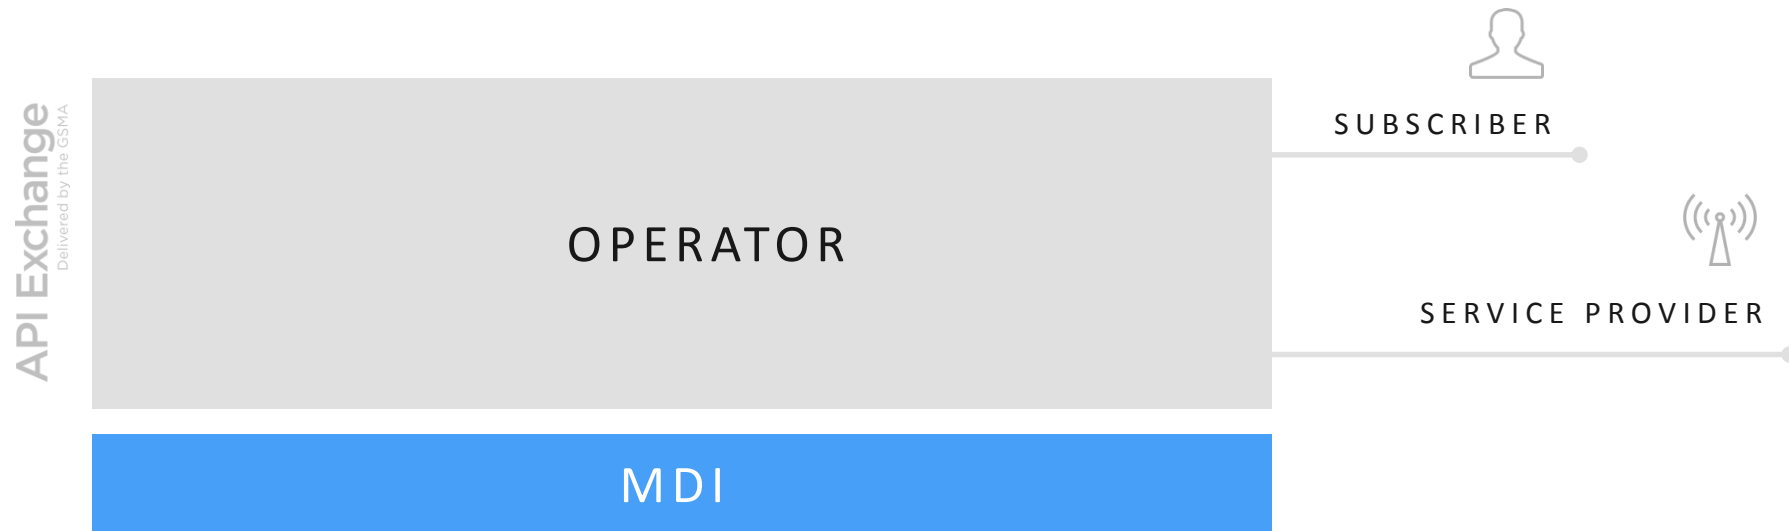 API Exchange
Delivered by the GSMA
SUBSCRIBER
OPERATOR
SERVICE PROVIDER
MDI